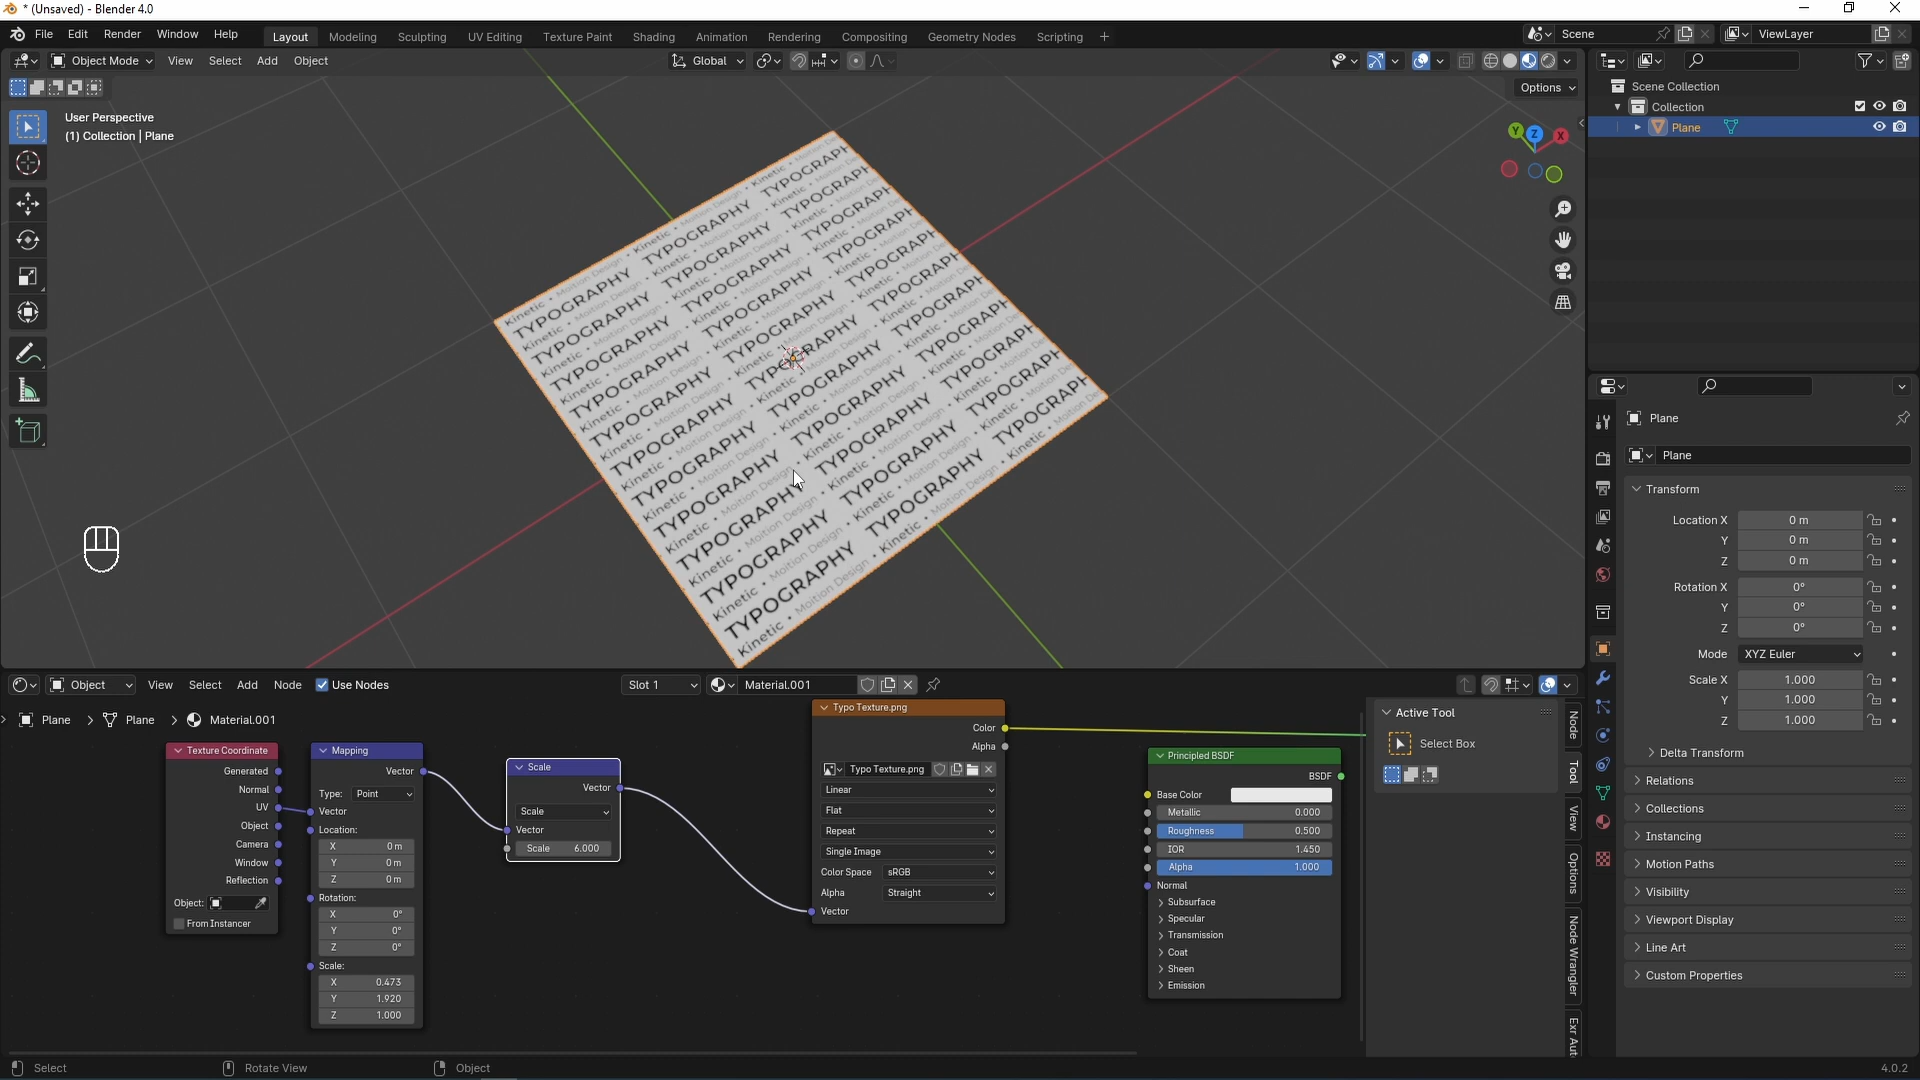 * (Unsaved) - Blender 4.0
File Edit Render Window Help Layout Modeling Sculpting UV Editing Texture Paint Shading Animation Rendering Compositing Geometry Nodes Scripting + Scene ViewLayer
Object Mode View Select Add Object Global
Options
User Perspective
(1) Collection | Plane
Y Z X
Kinetic • Moition Design • Kinetic • Moition Design
TYPOGRAPHY TYPOGRAPHY TYPOGRAPH
Scene Collection
Collection
Plane
Plane
Plane
Transform
Location X 0 m
Y 0 m
Z 0 m
Rotation X 0°
Y 0°
Z 0°
Mode XYZ Euler
Scale X 1.000
Y 1.000
Z 1.000
Delta Transform
Relations
Collections
Instancing
Motion Paths
Visibility
Viewport Display
Line Art
Custom Properties
Object View Select Add Node Use Nodes Slot 1 Material.001
Plane > Plane > Material.001
Texture Coordinate
Generated
Normal
UV
Object
Camera
Window
Reflection
Object:
From Instancer
Mapping
Vector
Type: Point
Vector
Location:
X 0 m
Y 0 m
Z 0 m
Rotation:
X 0°
Y 0°
Z 0°
Scale:
X 0.473
Y 1.920
Z 1.000
Scale
Vector
Scale
Vector
Scale 6.000
Typo Texture.png
Color
Alpha
Typo Texture.png
Linear
Flat
Repeat
Single Image
Color Space sRGB
Alpha Straight
Vector
Principled BSDF
BSDF
Base Color
Metallic 0.000
Roughness 0.500
IOR 1.450
Alpha 1.000
Normal
Subsurface
Specular
Transmission
Coat
Sheen
Emission
Active Tool
Select Box
Node
Tool
View
Options
Node Wrangler
Exr Aut
Select Rotate View Object 4.0.2